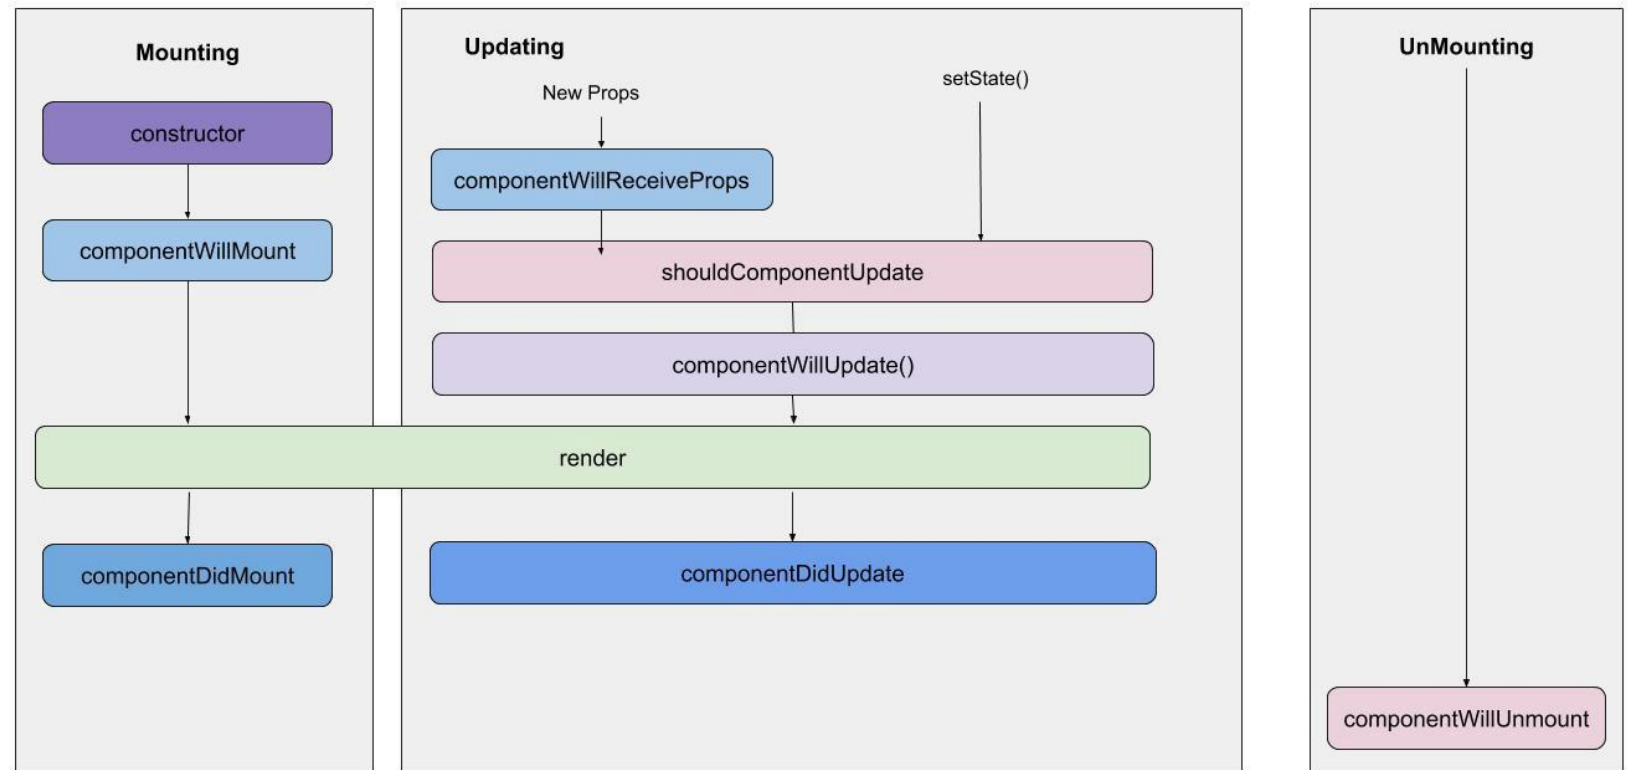 Mounting
constructor
componentWillMount
Updating
New Props
setState()
componentWillReceiveProps
shouldComponentUpdate
componentWillUpdate()
render
componentDidMount
componentDidUpdate
UnMounting
componentWillUnmount